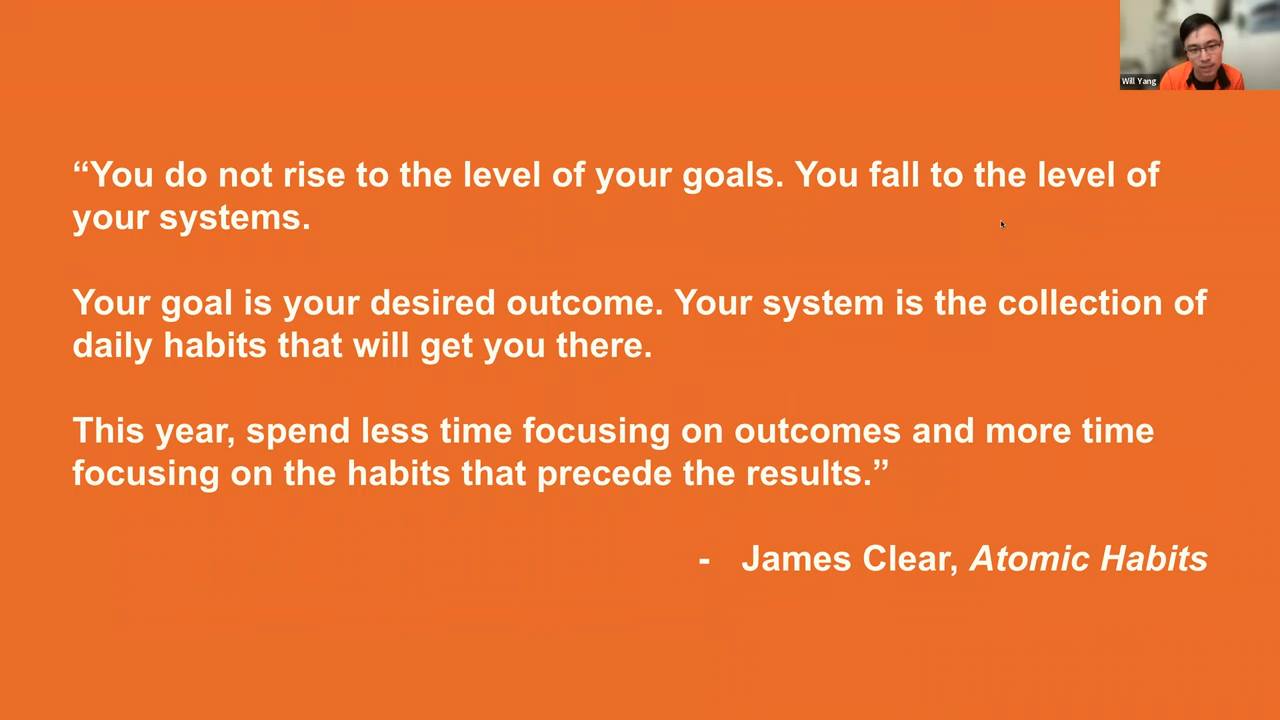 Will Yang
“You do not rise to the level of your goals. You fall to the level of
your systems.
Your goal is your desired outcome. Your system is the collection of
daily habits that will get you there.
This year, spend less time focusing on outcomes and more time
focusing on the habits that precede the results.”
- James Clear, Atomic Habits